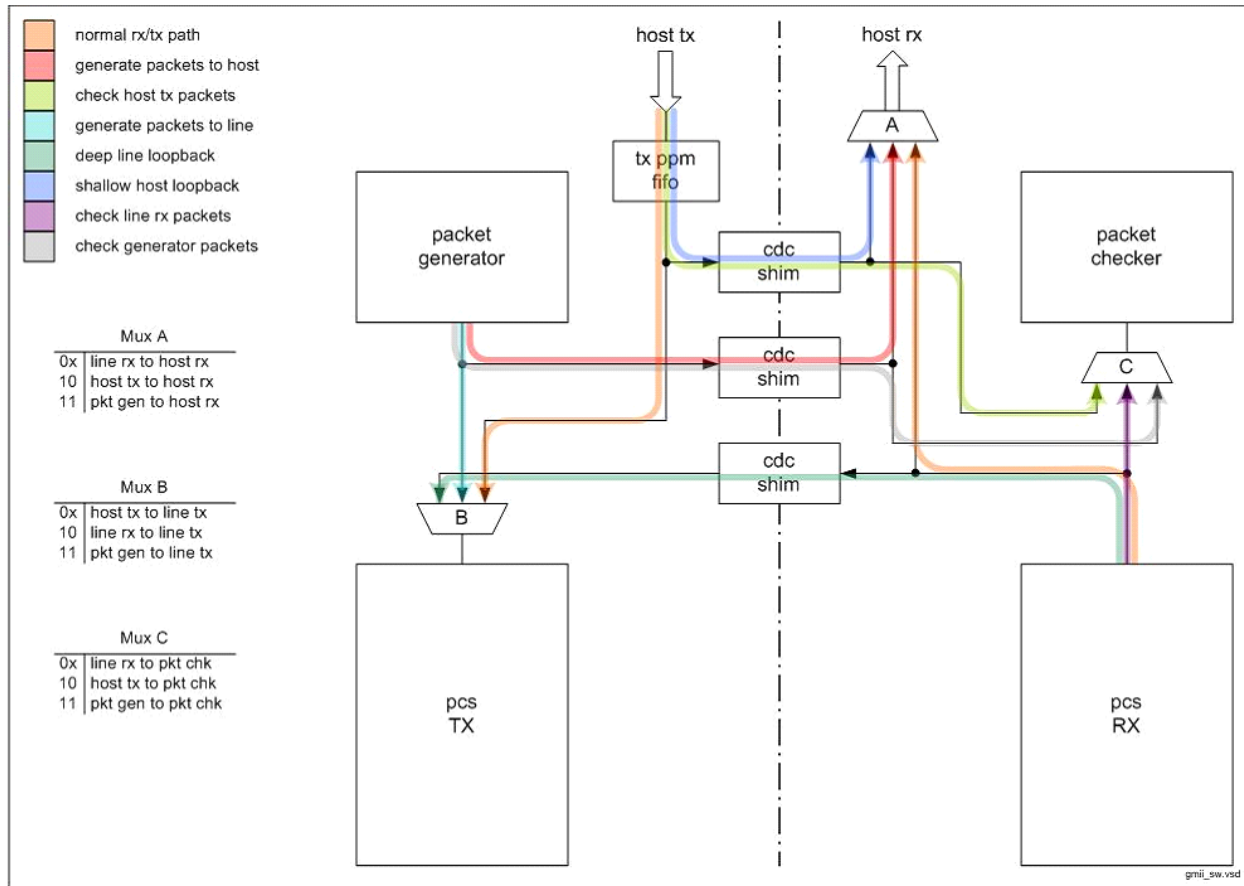 normal rx/tx path
generate packets to host
check host tx packets
generate packets to line
deep line loopback
shallow host loopback
check line rx packets
check generator packets
host tx
host rx
A
tx ppm
fifo
packet
generator
cdc
shim
packet
checker
Mux A
0x line rx to host rx
10 host tx to host rx
11 pkt gen to host rx
cdc
shim
C
cdc
shim
Mux B
0x host tx to line tx
10 line rx to line tx
11 pkt gen to line tx
B
Mux C
0x line rx to pkt chk
10 host tx to pkt chk
11 pkt gen to pkt chk
pcs
TX
pcs
RX
gmii_sw.vsd